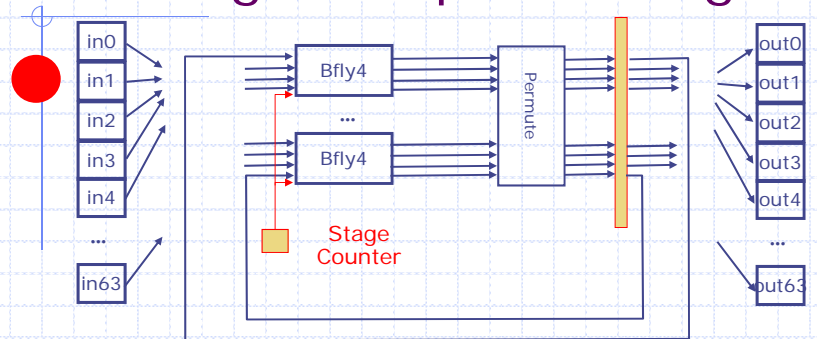 in0
in1
in2
in3
in4
...
in63
Bfly4
...
Bfly4
Stage
Counter
Permute
out0
out1
out2
out3
out4
...
out63